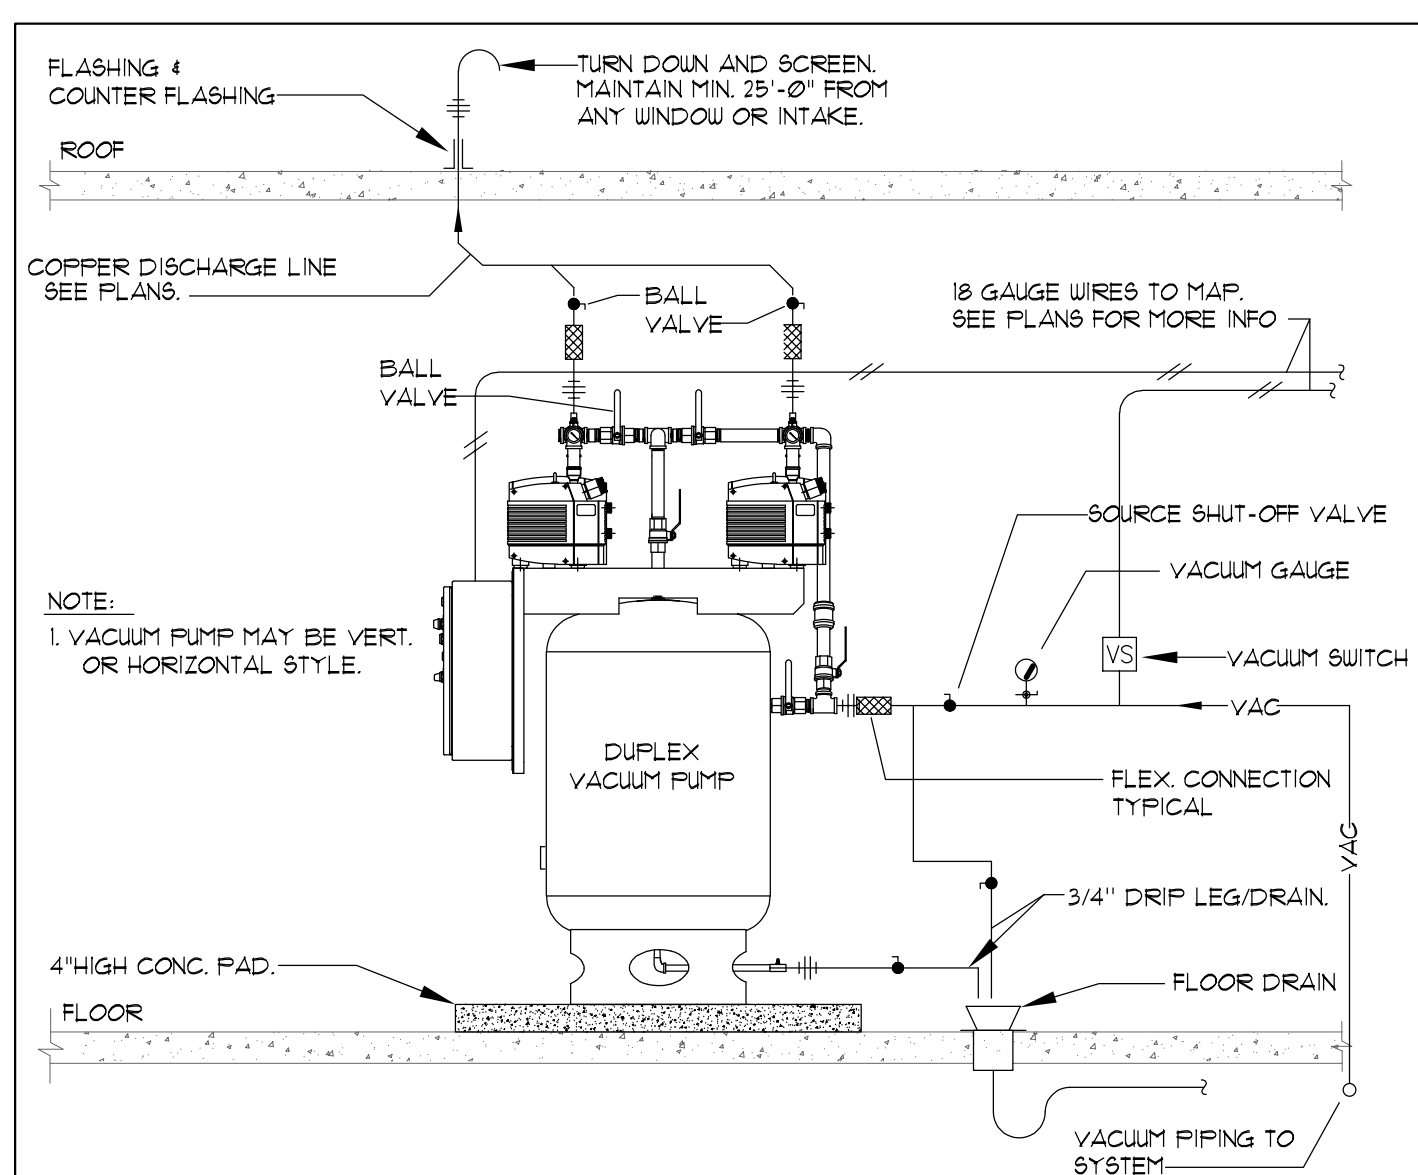 FLASHING &
COUNTER FLASHING
TURN DOWN AND SCREEN.
MAINTAIN MIN. 25'-0" FROM
ANY WINDOW OR INTAKE.
ROOF
COPPER DISCHARGE LINE
SEE PLANS.
BALL
VALVE
18 GAUGE WIRES TO MAP.
SEE PLANS FOR MORE INFO
BALL
VALVE
SOURCE SHUT-OFF VALVE
VACUUM GAUGE
NOTE:
1. VACUUM PUMP MAY BE VERT.
OR HORIZONTAL STYLE.
VS
VACUUM SWITCH
VAC
DUPLEX
VACUUM PUMP
FLEX. CONNECTION
TYPICAL
VAC
3/4" DRIP LEG/DRAIN.
4"HIGH CONC. PAD.
FLOOR DRAIN
FLOOR
VACUUM PIPING TO
SYSTEM